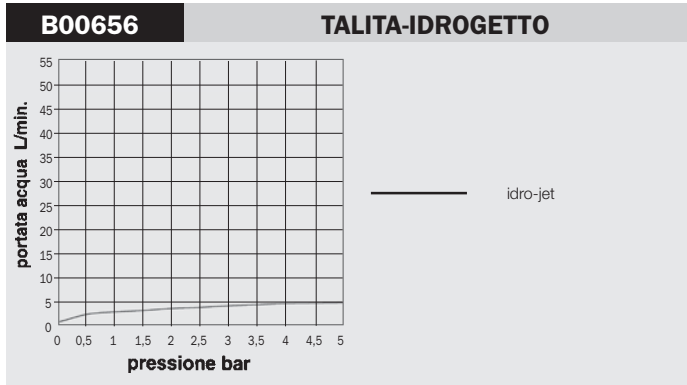 B00656
TALITA-IDROGETTO
portata acqua L/min.
55
50
45
40
35
30
25
20
15
10
5
0
0 0,5 1 1,5 2 2,5 3 3,5 4 4,5 5
pressione bar
idro-jet